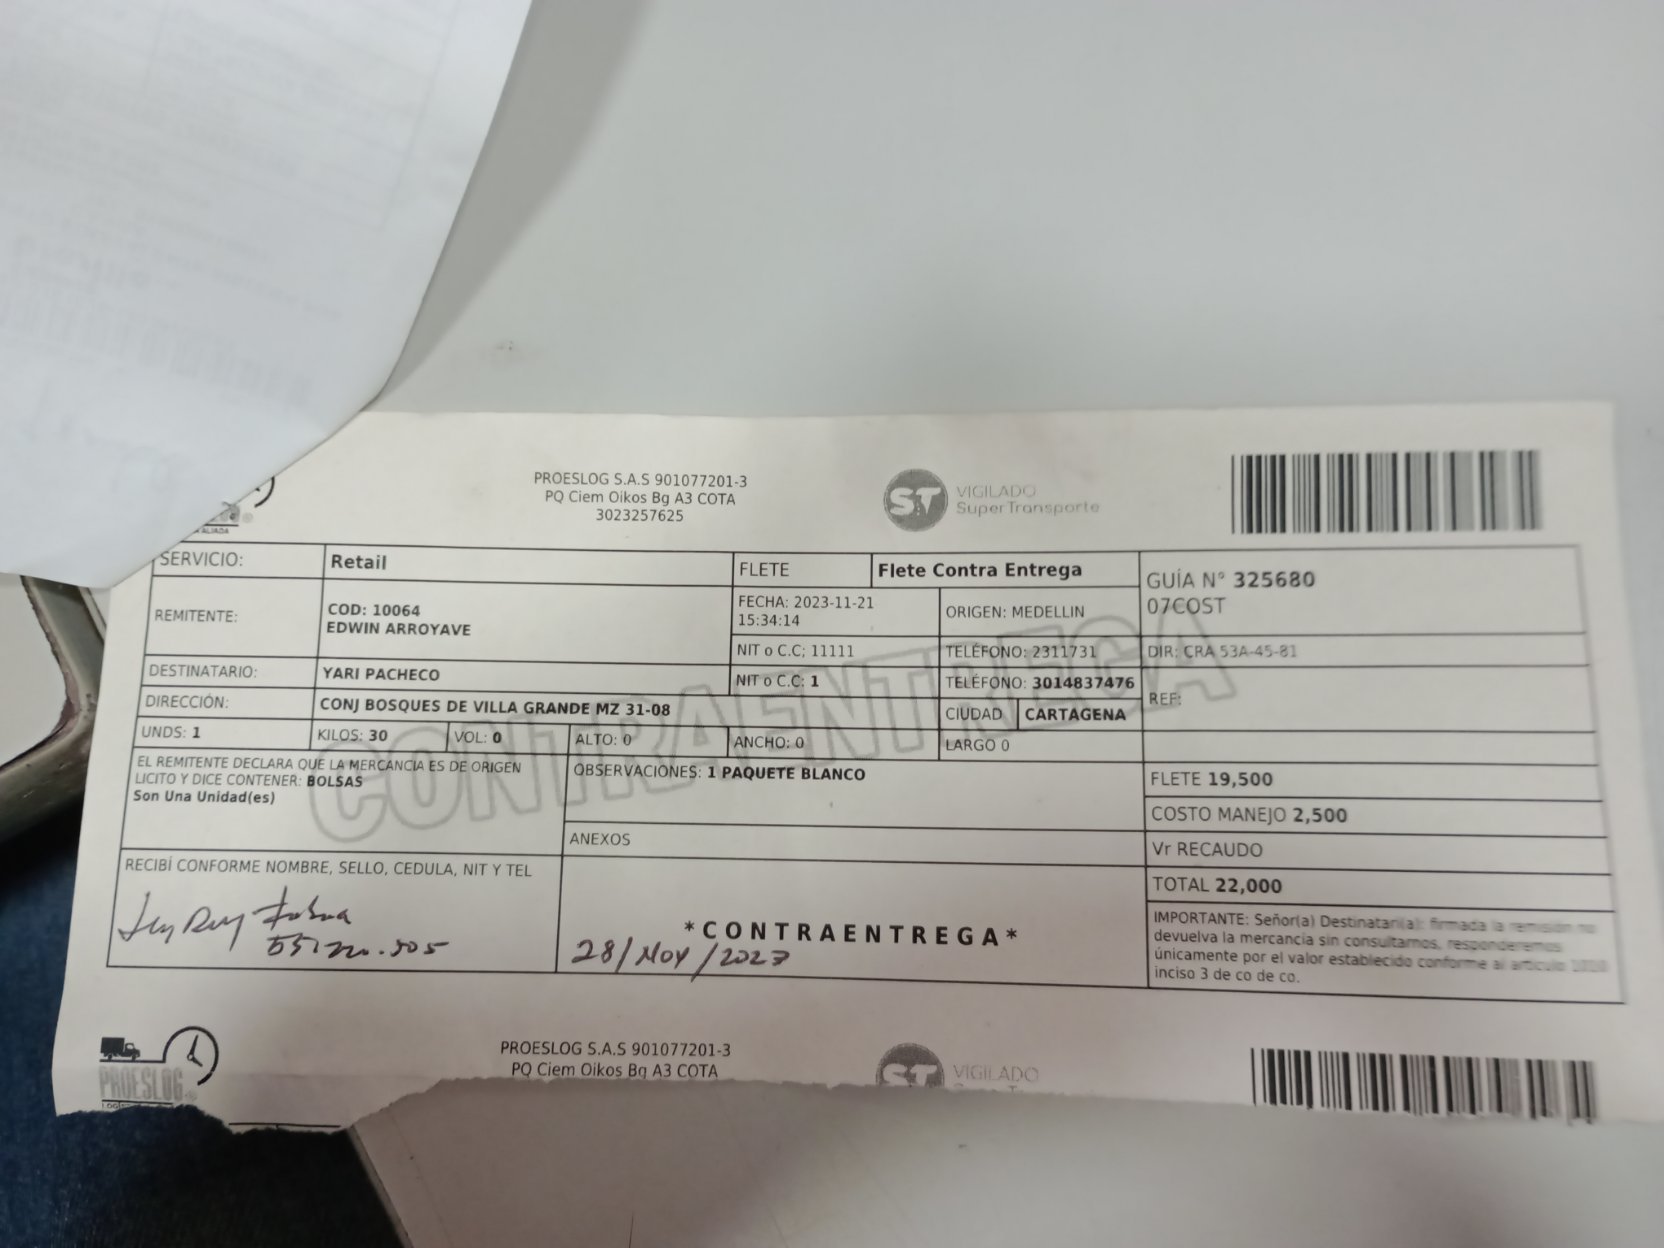 PROESLOG S.A.S 901077201-3
PQ Ciem Oikos Bg A3 COTA
3023257625
ST VIGILADO
SuperTransporte
SERVICIO: Retail FLETE Flete Contra Entrega
GUÍA N° 325680
07COST
REMITENTE: COD: 10064
EDWIN ARROYAVE
FECHA: 2023-11-21
15:34:14
ORIGEN: MEDELLIN
NIT o C.C; 11111 TELÉFONO: 2311731 DIR: CRA 53A-45-81
DESTINATARIO: YARI PACHECO NIT o C.C: 1 TELÉFONO: 3014837476
REF:
DIRECCIÓN: CONJ BOSQUES DE VILLA GRANDE MZ 31-08 CIUDAD CARTAGENA
UNDS: 1 KILOS: 30 VOL: 0 ALTO: 0 ANCHO: 0 LARGO 0
CONTRAENTREGA
EL REMITENTE DECLARA QUE LA MERCANCIA ES DE ORIGEN
LICITO Y DICE CONTENER: BOLSAS
Son Una Unidad(es)
OBSERVACIONES: 1 PAQUETE BLANCO
ANEXOS
FLETE 19,500
COSTO MANEJO 2,500
Vr RECAUDO
TOTAL 22,000
RECIBÍ CONFORME NOMBRE, SELLO, CEDULA, NIT Y TEL
*CONTRAENTREGA*
28/Nov/2023
IMPORTANTE: Señor(a) Destinatari(a): firmada la remisión no
devuelva la mercancia sin consultarnos, responderemos
únicamente por el valor establecido conforme al articulo
inciso 3 de co de co.
PROESLOG
PROESLOG S.A.S 901077201-3
PQ Ciem Oikos Bg A3 COTA
ST VIGILADO